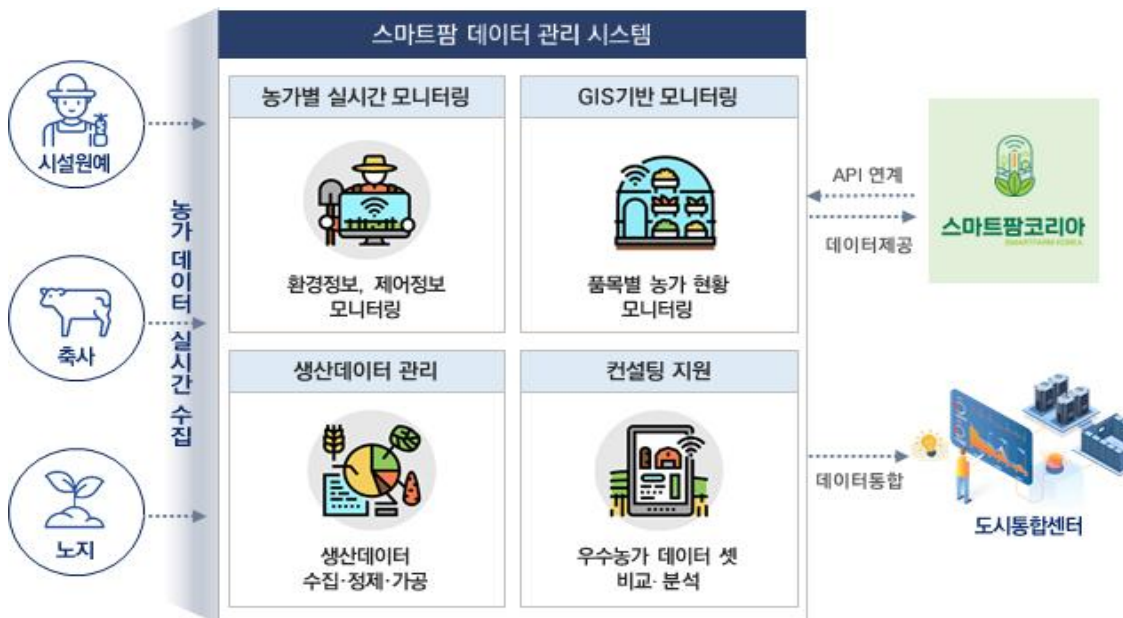 스마트팜 데이터 관리 시스템
시설원예
축사
노지
농가 데이터 실시간 수집
농가별 실시간 모니터링
환경정보, 제어정보
모니터링
GIS기반 모니터링
품목별 농가 현황
모니터링
생산데이터 관리
생산데이터
수집·정제·가공
컨설팅 지원
우수농가 데이터 셋
비교·분석
API 연계
데이터제공
스마트팜코리아
SMARTFARM KOREA
데이터통합
도시통합센터